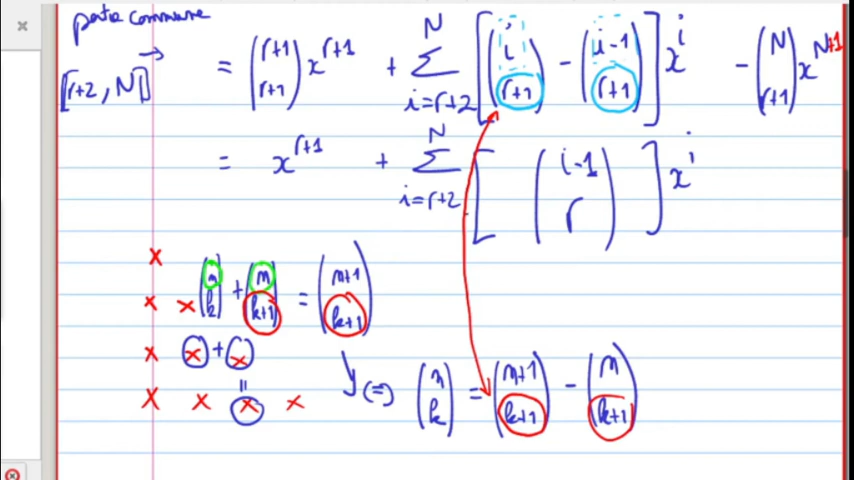 patie commune
[[r+2, N]] → = (r+1 r+1) x^{r+1} + Σ_{i=r+2}^{N} [ (i r+1) - (i-1 r+1) ] x^i - (N r+1) x^{N+1}
= x^{r+1} + Σ_{i=r+2}^{N} [ (i-1 r) ] x^i
x
x x (n k) + (n k+1) = (n+1 k+1)
x (x) + (x)
(⇔) (n k) = (n+1 k+1) - (n k+1)
=
x x (x) x